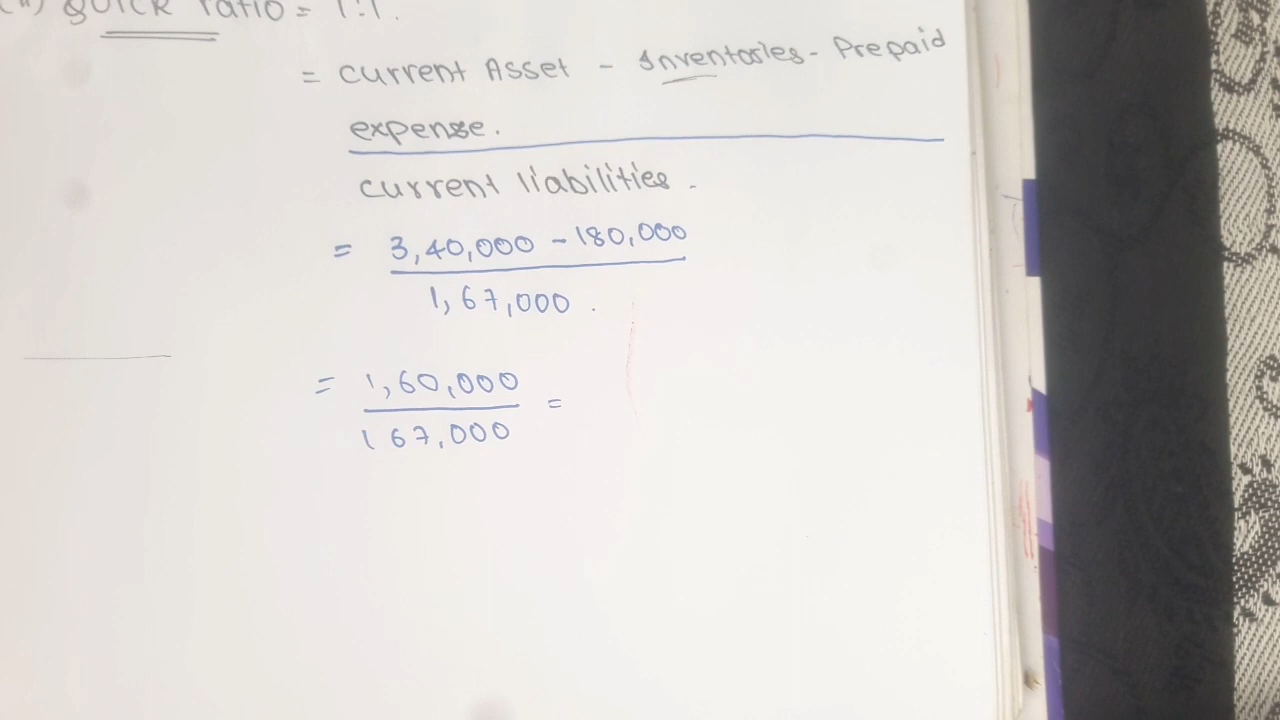 (ii) Quick ratio = 1:1.
= current Asset - Inventories - Prepaid
expense.
current liabilities.
= 3,40,000 - 180,000
1,67,000.
= 1,60,000 =
167,000